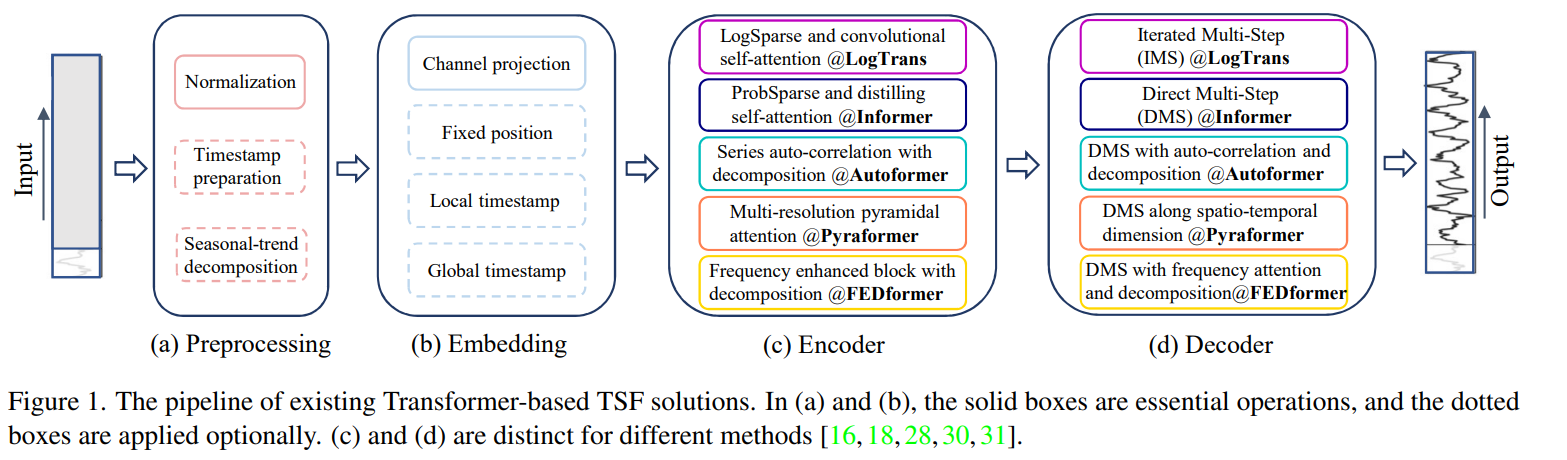 Input
Normalization
Timestamp
preparation
Seasonal-trend
decomposition
(a) Preprocessing
Channel projection
Fixed position
Local timestamp
Global timestamp
(b) Embedding
LogSparse and convolutional
self-attention @LogTrans
ProbSparse and distilling
self-attention @Informer
Series auto-correlation with
decomposition @Autoformer
Multi-resolution pyramidal
attention @Pyraformer
Frequency enhanced block with
decomposition @FEDformer
(c) Encoder
Iterated Multi-Step
(IMS) @LogTrans
Direct Multi-Step
(DMS) @Informer
DMS with auto-correlation and
decomposition @Autoformer
DMS along spatio-temporal
dimension @Pyraformer
DMS with frequency attention
and decomposition@FEDformer
(d) Decoder
Output
Figure 1. The pipeline of existing Transformer-based TSF solutions. In (a) and (b), the solid boxes are essential operations, and the dotted
boxes are applied optionally. (c) and (d) are distinct for different methods [16, 18, 28, 30, 31].